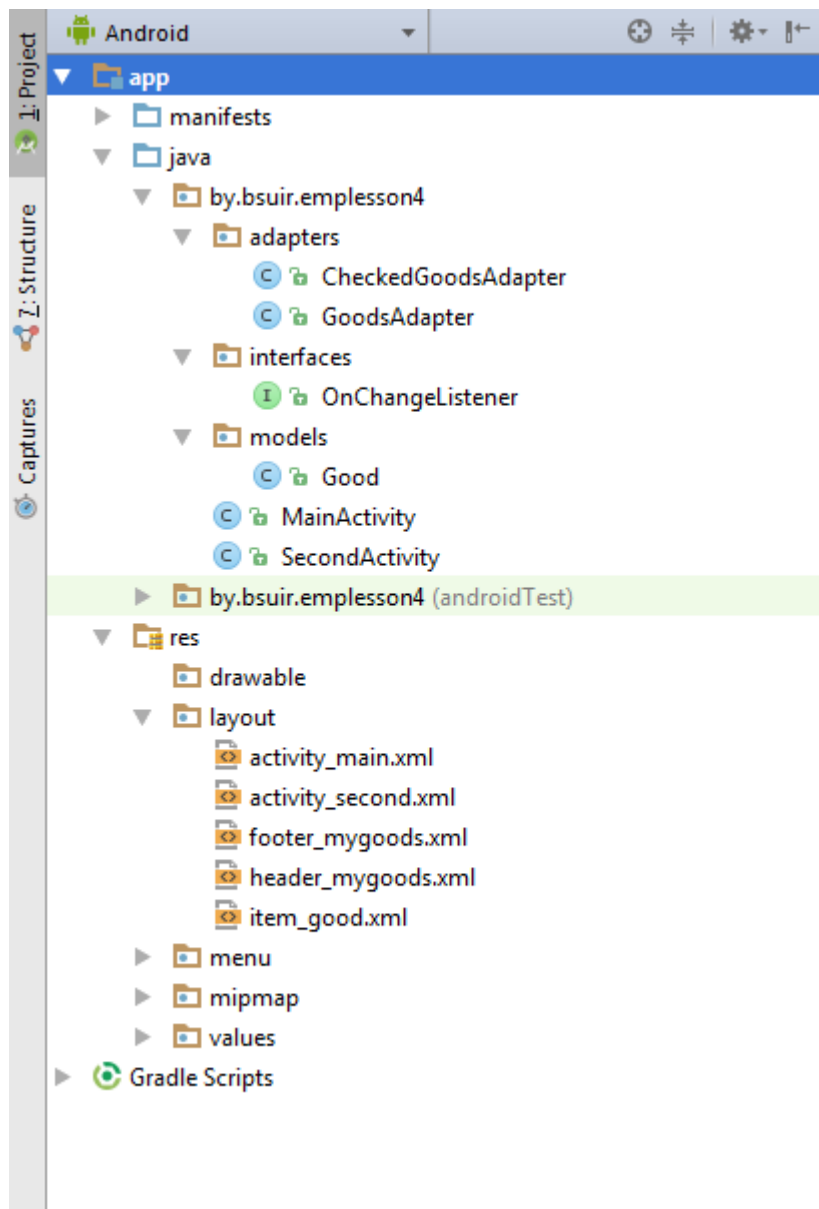 Android
1: Project
7: Structure
Captures
app
manifests
java
by.bsuir.emplesson4
adapters
C CheckedGoodsAdapter
C GoodsAdapter
interfaces
I OnChangeListener
models
C Good
C MainActivity
C SecondActivity
by.bsuir.emplesson4 (androidTest)
res
drawable
layout
activity_main.xml
activity_second.xml
footer_mygoods.xml
header_mygoods.xml
item_good.xml
menu
mipmap
values
Gradle Scripts